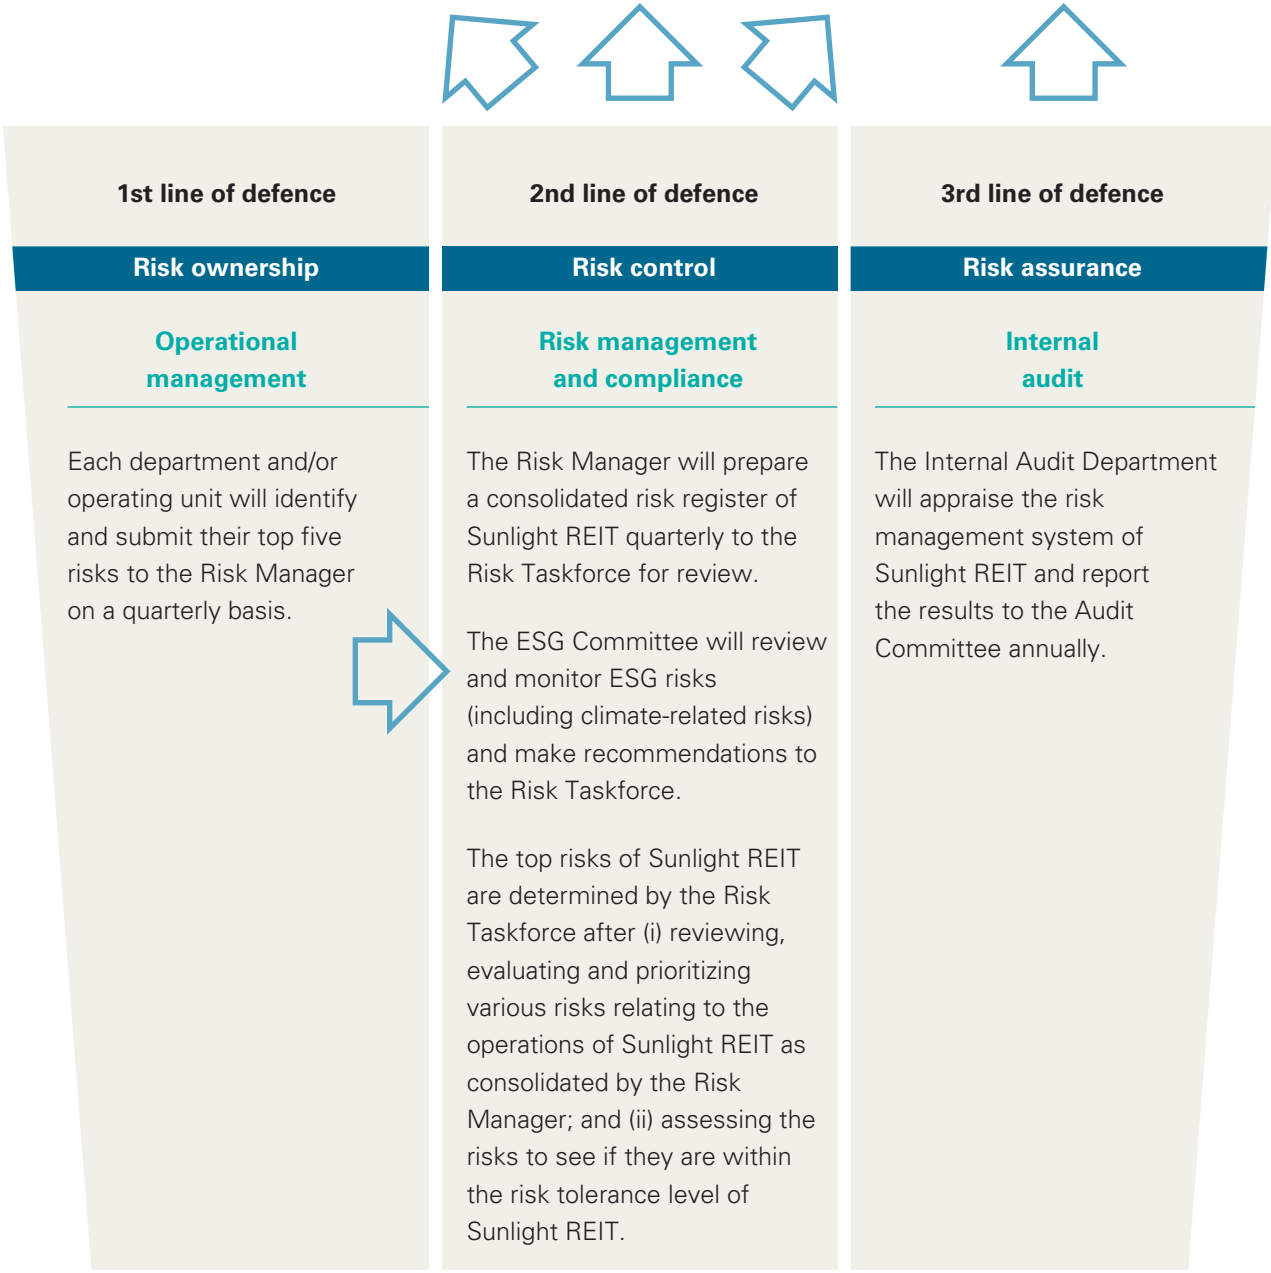 1st line of defence
Risk ownership
Operational
management
Each department and/or
operating unit will identify
and submit their top five
risks to the Risk Manager
on a quarterly basis.
2nd line of defence
Risk control
Risk management
and compliance
The Risk Manager will prepare
a consolidated risk register of
Sunlight REIT quarterly to the
Risk Taskforce for review.
The ESG Committee will review
and monitor ESG risks
(including climate-related risks)
and make recommendations to
the Risk Taskforce.
The top risks of Sunlight REIT
are determined by the Risk
Taskforce after (i) reviewing,
evaluating and prioritizing
various risks relating to the
operations of Sunlight REIT as
consolidated by the Risk
Manager; and (ii) assessing the
risks to see if they are within
the risk tolerance level of
Sunlight REIT.
3rd line of defence
Risk assurance
Internal
audit
The Internal Audit Department
will appraise the risk
management system of
Sunlight REIT and report
the results to the Audit
Committee annually.